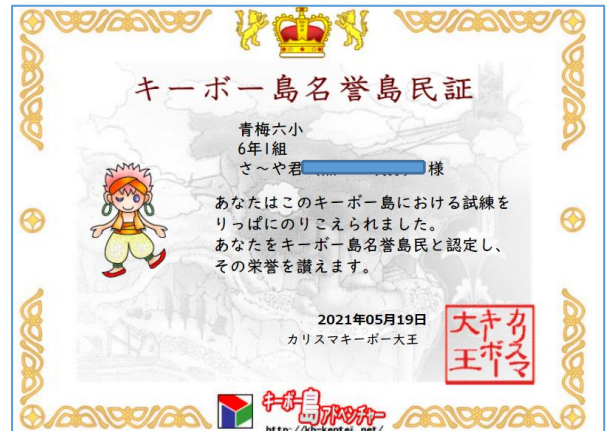 キーボー島名誉島民証
青梅六小
6年1組
さ～や君 様
あなたはこのキーボー島における試練を
りっぱにのりこえられました。
あなたをキーボー島名誉島民と認定し、
その栄誉を讃えます。
2021年05月19日
カリスマキーボー大王
カリスマ
キーボー
大王
キーボー島アドベンチャー
http://kb-kentei.net/